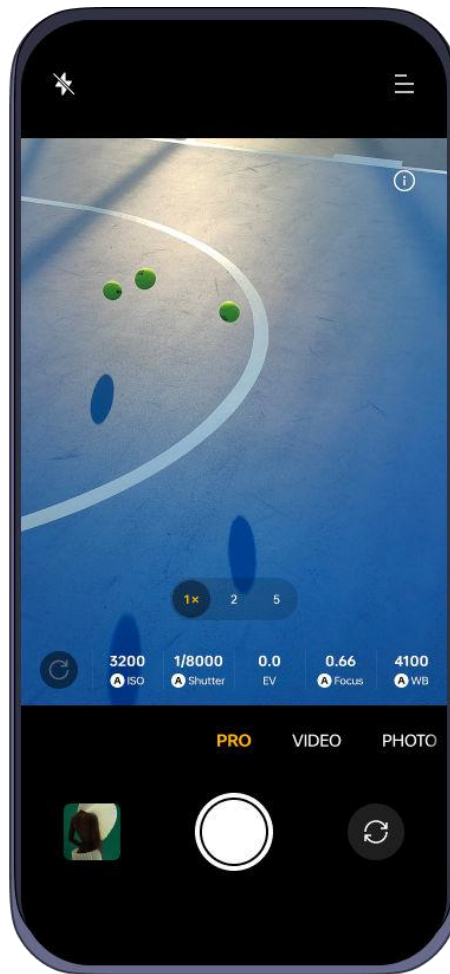 1× 2 5
3200 1/8000 0.0 0.66 4100
A ISO A Shutter EV A Focus A WB
PRO VIDEO PHOTO